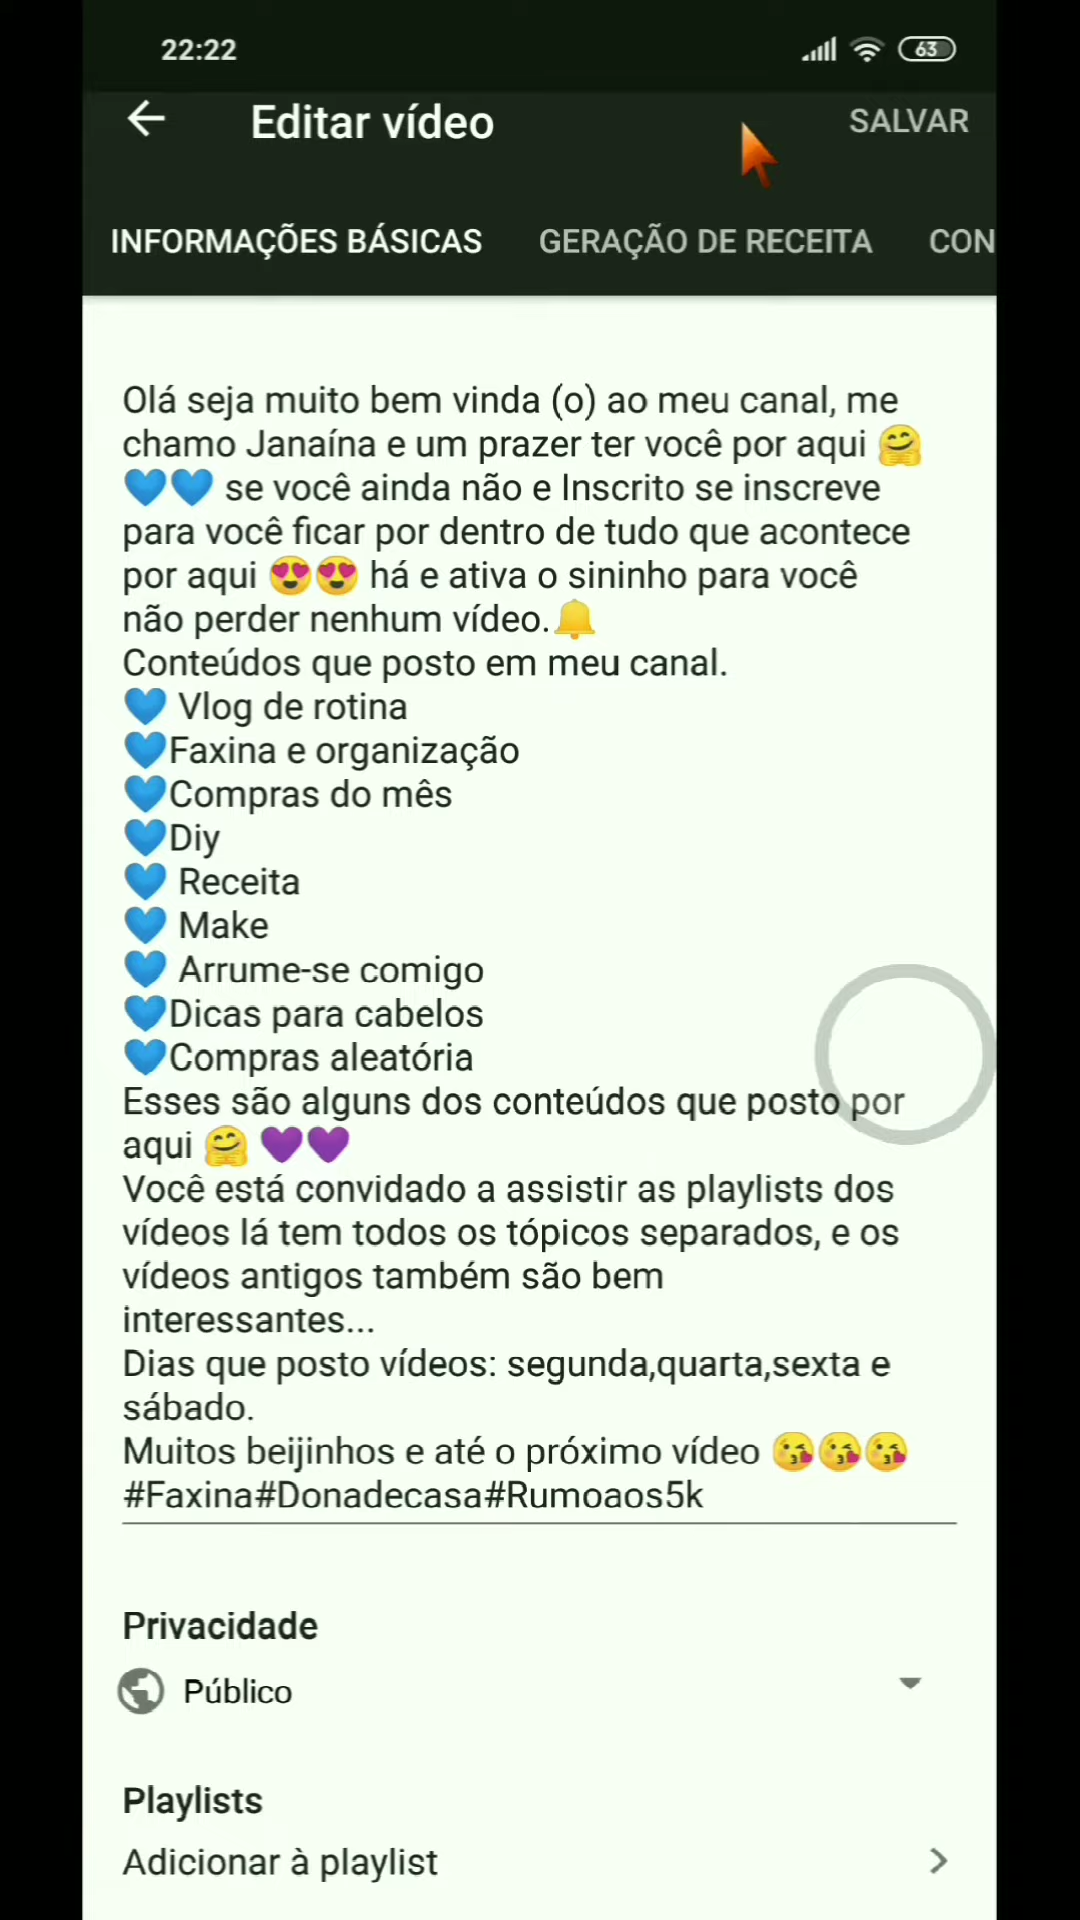 22:22
63
Editar vídeo
SALVAR
INFORMAÇÕES BÁSICAS
GERAÇÃO DE RECEITA
CON
Olá seja muito bem vinda (o) ao meu canal, me
chamo Janaína e um prazer ter você por aqui 🤗
💙💙 se você ainda não e Inscrito se inscreve
para você ficar por dentro de tudo que acontece
por aqui 😍😍 há e ativa o sininho para você
não perder nenhum vídeo.🔔
Conteúdos que posto em meu canal.
💙 Vlog de rotina
💙Faxina e organização
💙Compras do mês
💙Diy
💙 Receita
💙 Make
💙 Arrume-se comigo
💙Dicas para cabelos
💙Compras aleatória
Esses são alguns dos conteúdos que posto por
aqui 🤗 💜💜
Você está convidado a assistir as playlists dos
vídeos lá tem todos os tópicos separados, e os
vídeos antigos também são bem
interessantes...
Dias que posto vídeos: segunda,quarta,sexta e
sábado.
Muitos beijinhos e até o próximo vídeo 😘😘😘
#Faxina#Donadecasa#Rumoaos5k
Privacidade
Público
Playlists
Adicionar à playlist